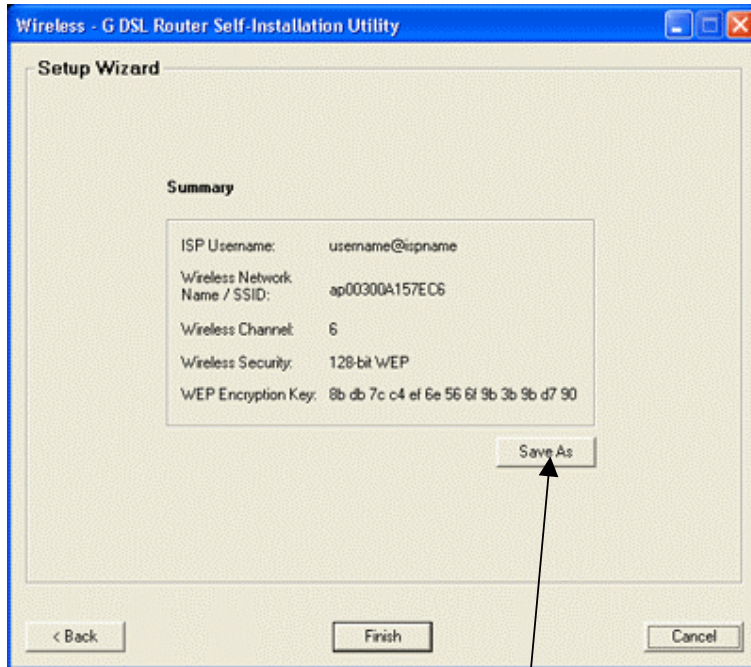 Wireless - G DSL Router Self-Installation Utility
Setup Wizard
Summary
ISP Username: username@ispname
Wireless Network
Name / SSID: ap00300A157EC6
Wireless Channel: 6
Wireless Security: 128-bit WEP
WEP Encryption Key: 8b db 7c c4 ef 6e 56 6f 9b 3b 9b d7 90
Save As
< Back Finish Cancel